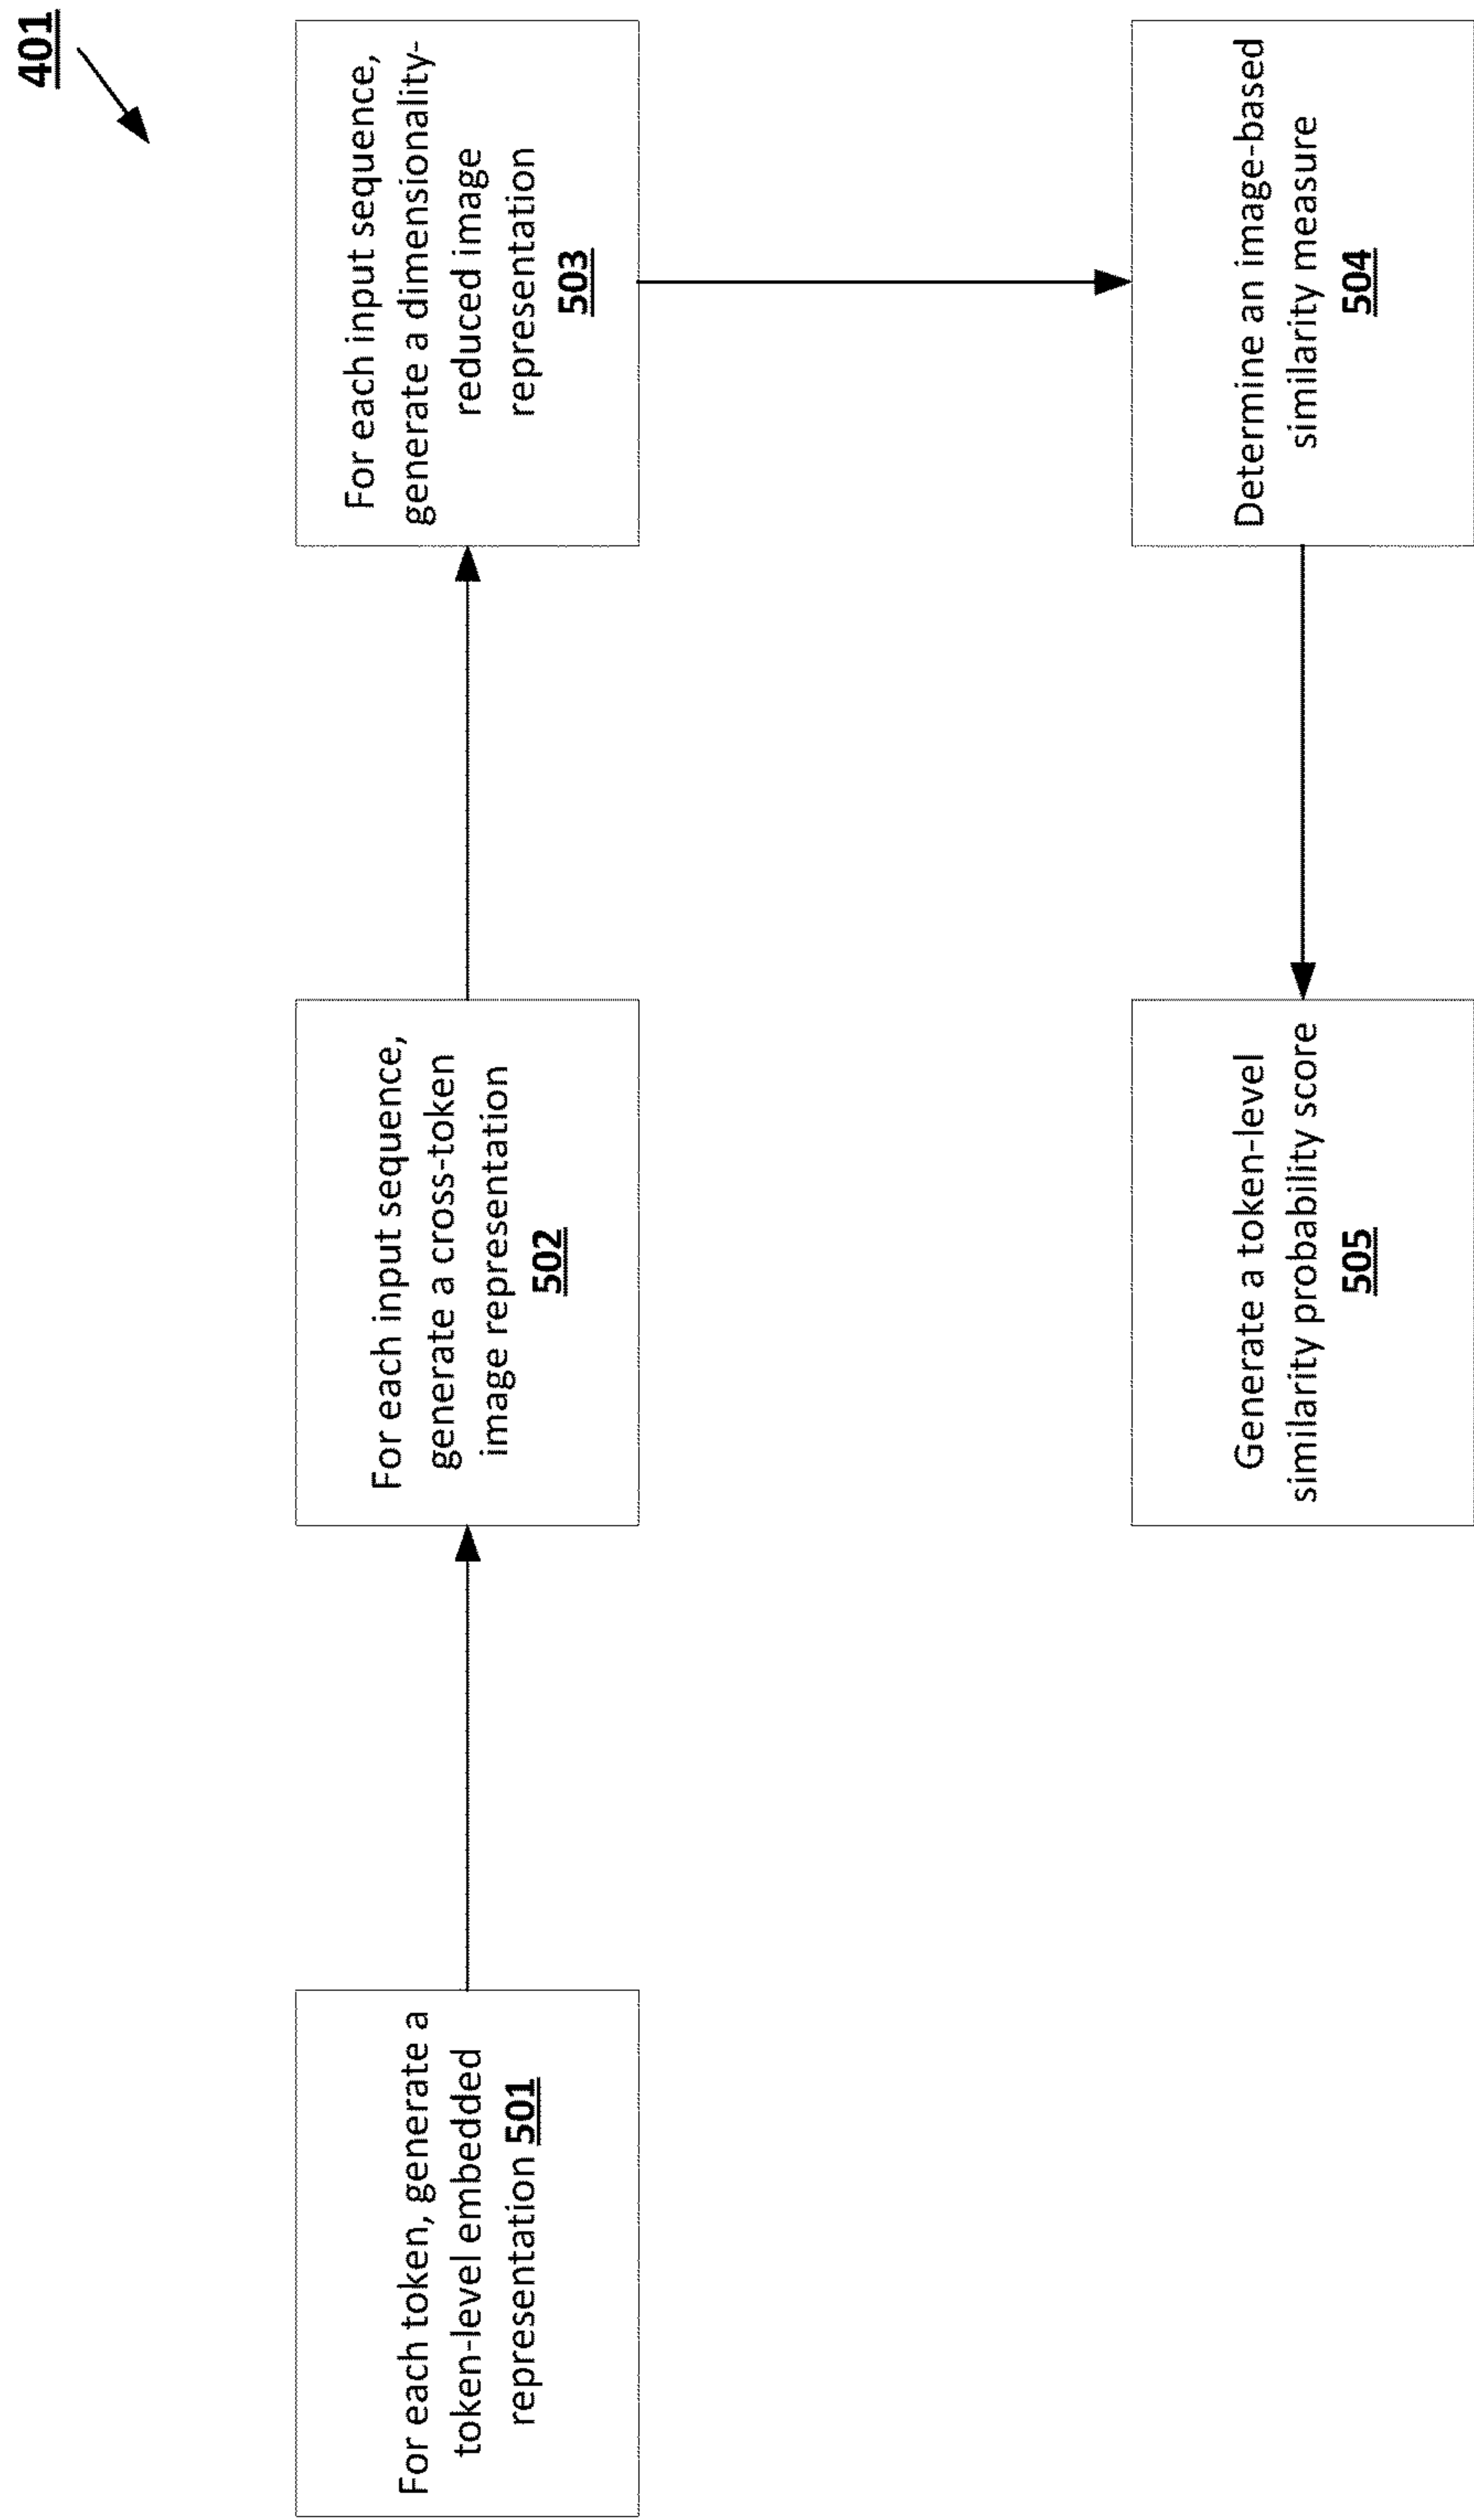 401
For each token, generate a
token-level embedded
representation 501
For each input sequence,
generate a cross-token
image representation
502
For each input sequence,
generate a dimensionality-
reduced image
representation
503
Determine an image-based
similarity measure
504
Generate a token-level
similarity probability score
505